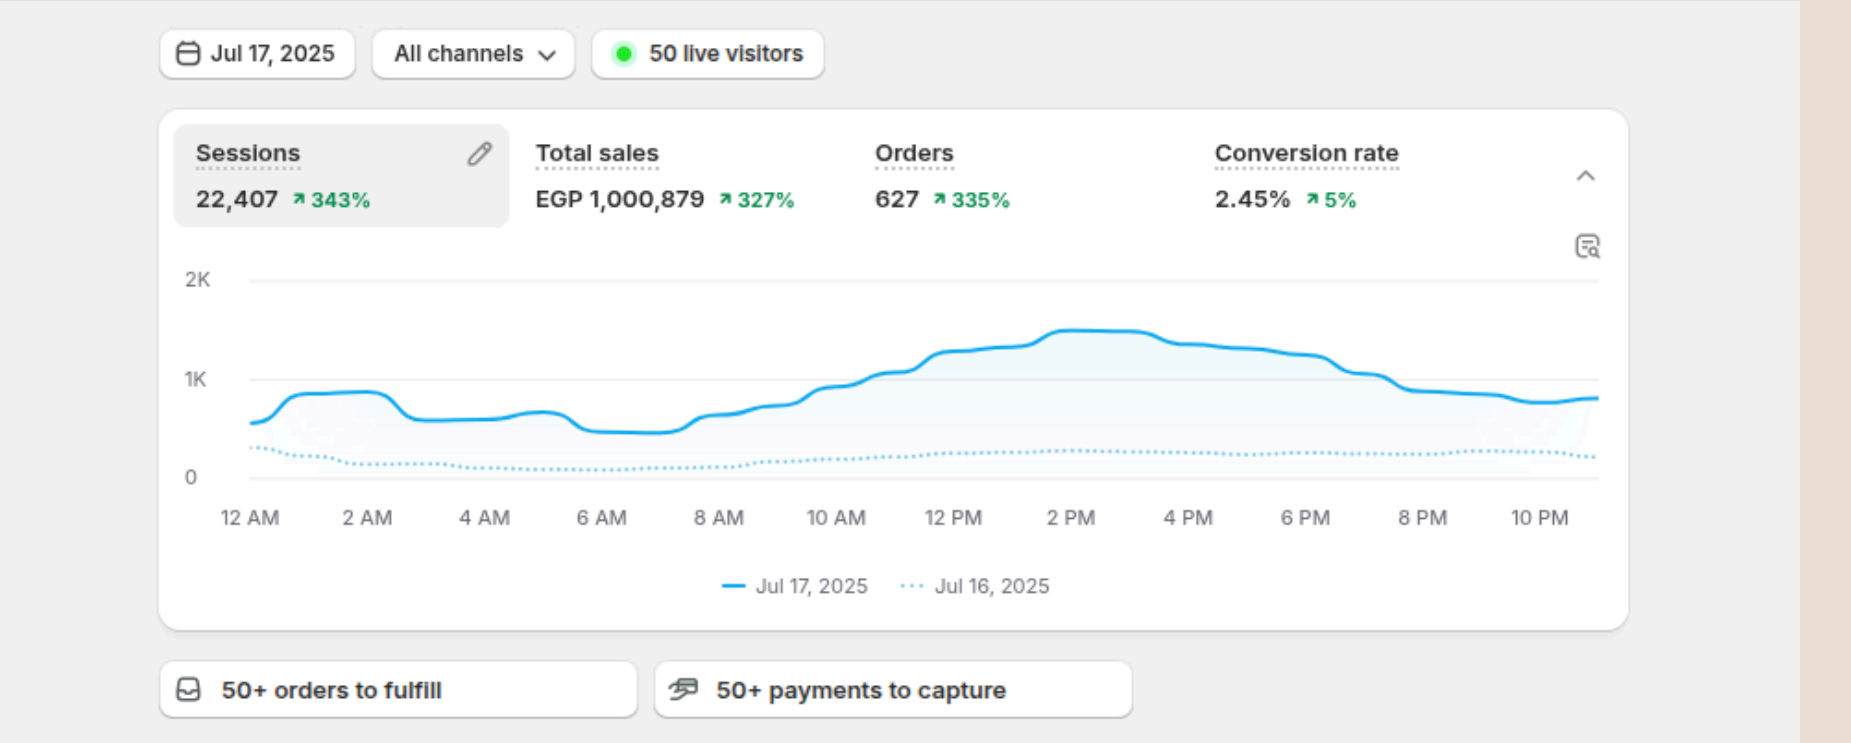 Jul 17, 2025
All channels
50 live visitors
Sessions
22,407 343%
Total sales
EGP 1,000,879 327%
Orders
627 335%
Conversion rate
2.45% 5%
2K
1K
0
12 AM 2 AM 4 AM 6 AM 8 AM 10 AM 12 PM 2 PM 4 PM 6 PM 8 PM 10 PM
Jul 17, 2025 Jul 16, 2025
50+ orders to fulfill
50+ payments to capture